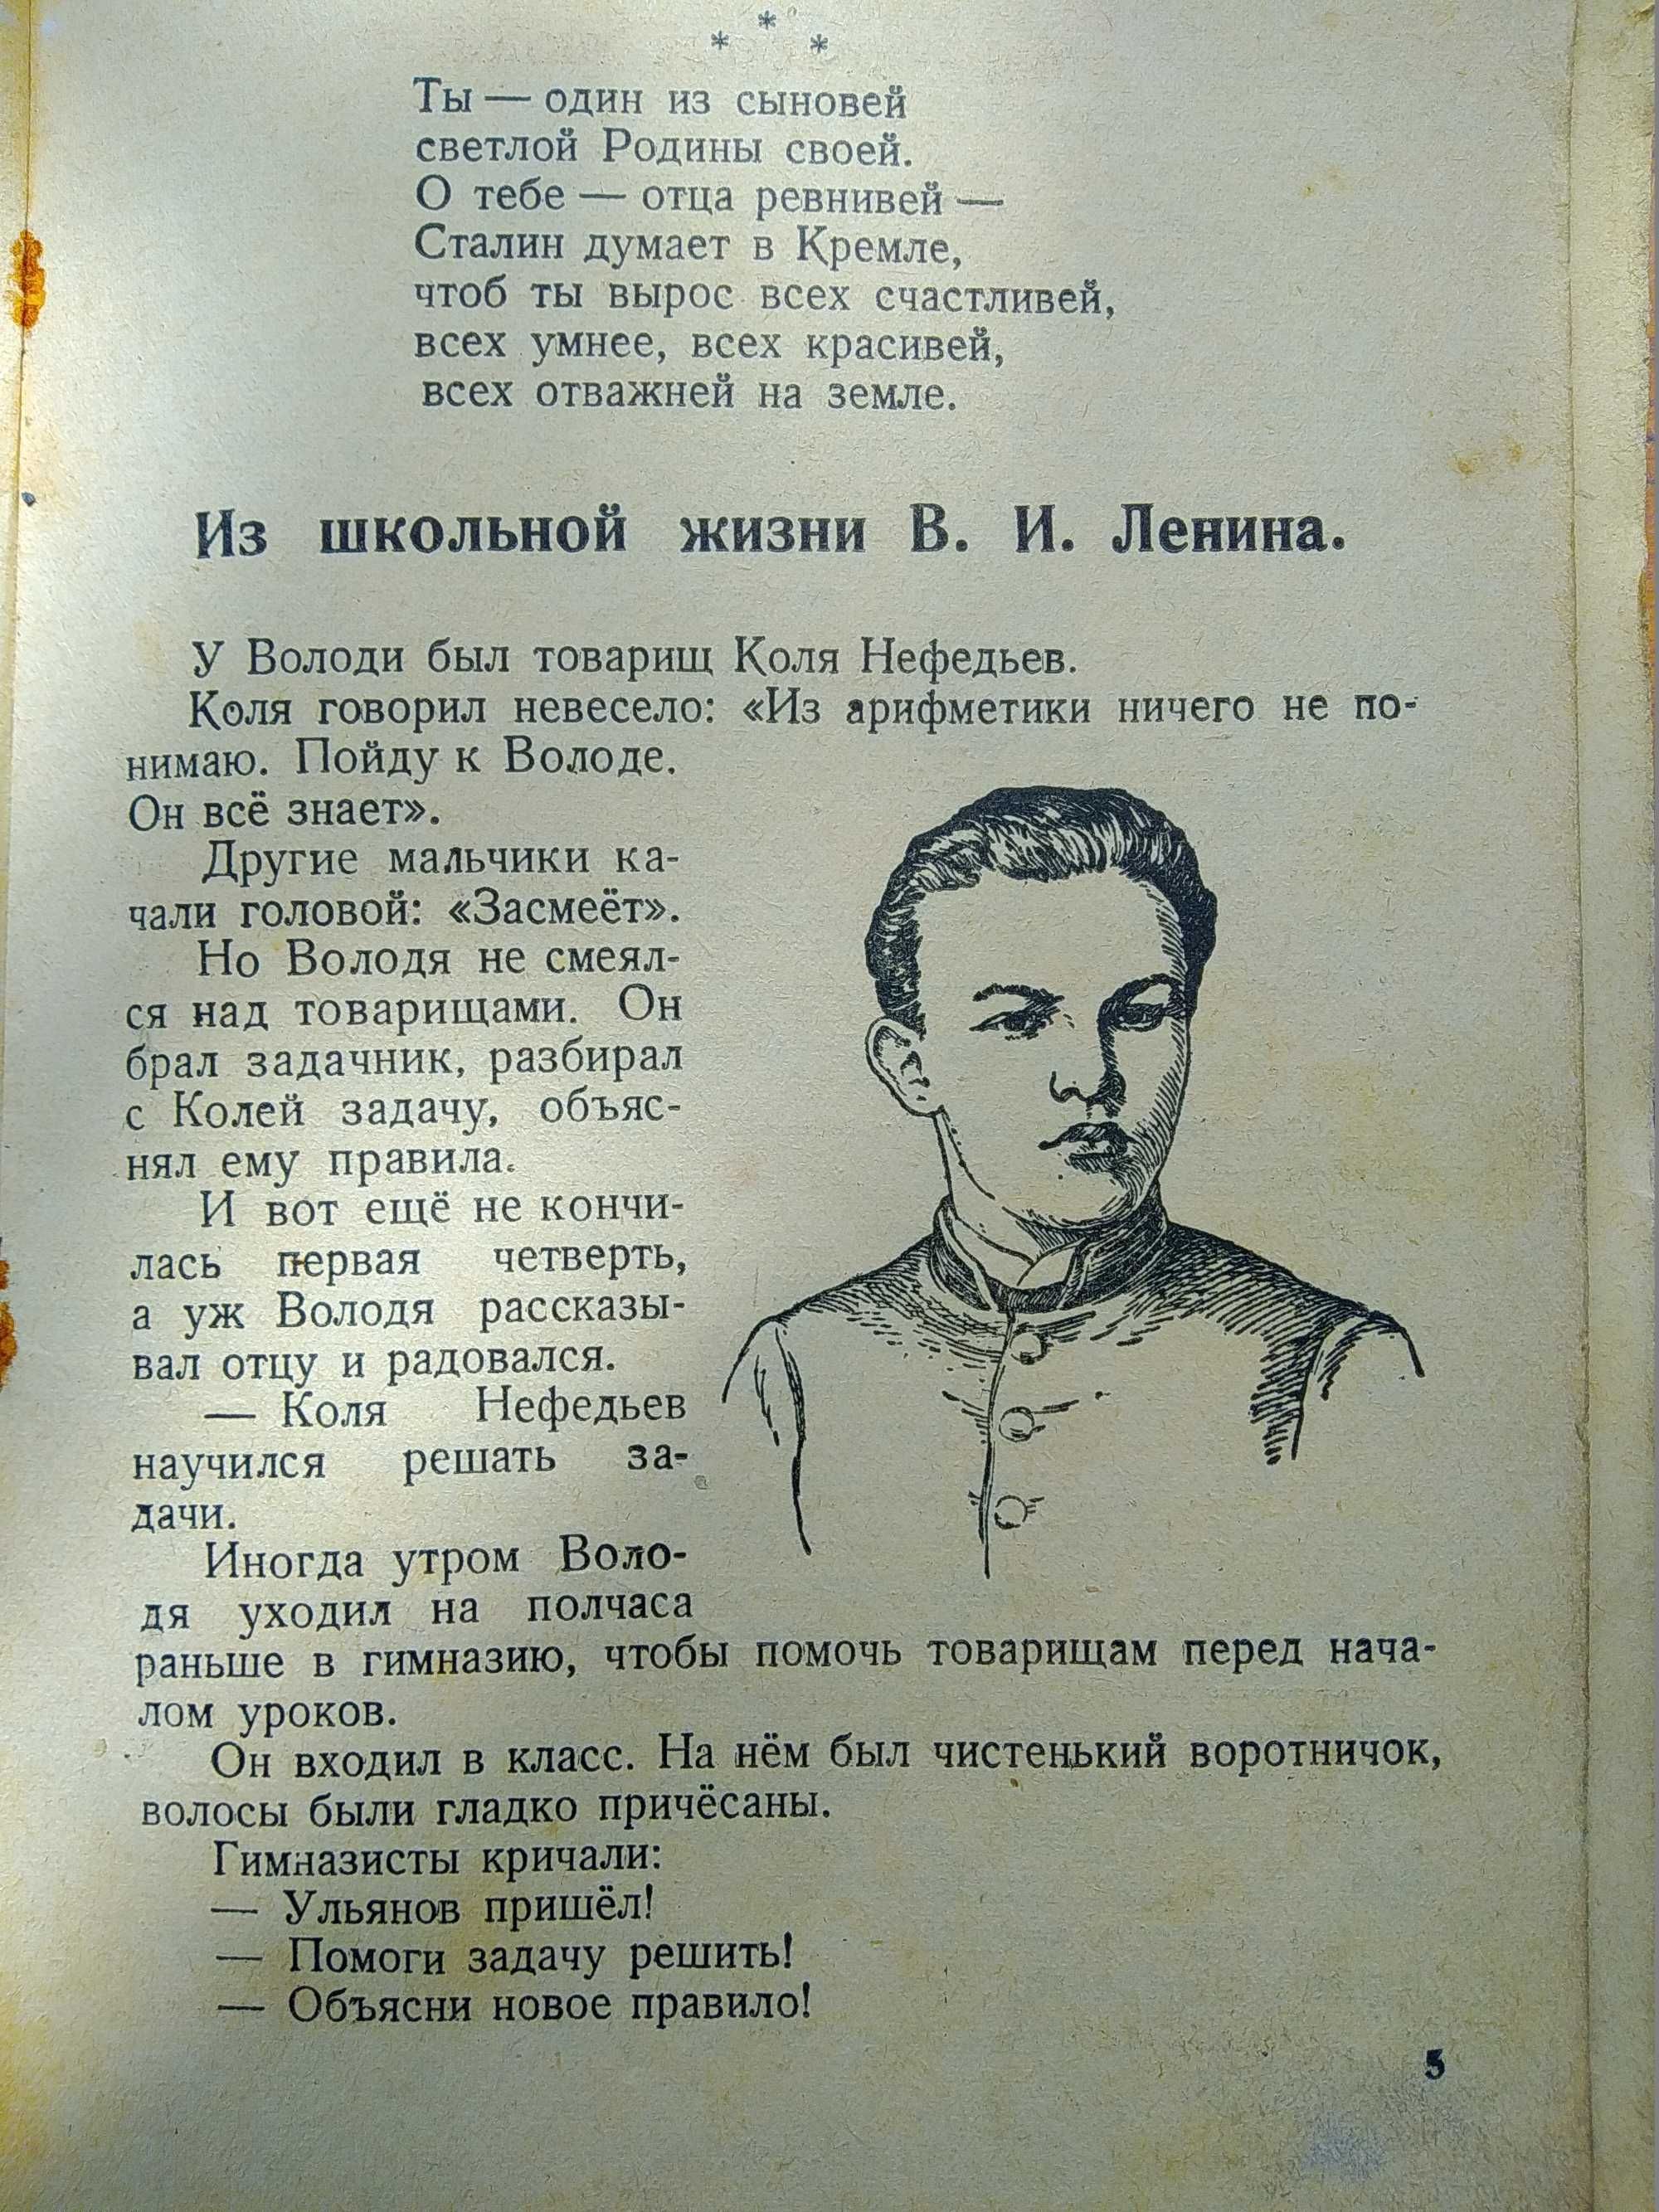 * * *
Ты — один из сыновей
светлой Родины своей.
О тебе — отца ревнивей —
Сталин думает в Кремле,
чтоб ты вырос всех счастливей,
всех умнее, всех красивей,
всех отважней на земле.
Из школьной жизни В. И. Ленина.
У Володи был товарищ Коля Нефедьев.
Коля говорил невесело: «Из арифметики ничего не по-
нимаю. Пойду к Володе.
Он всё знает».
Другие мальчики ка-
чали головой: «Засмеёт».
Но Володя не смеял-
ся над товарищами. Он
брал задачник, разбирал
с Колей задачу, объяс-
нял ему правила.
И вот ещё не кончи-
лась первая четверть,
а уж Володя рассказы-
вал отцу и радовался.
— Коля Нефедьев
научился решать за-
дачи.
Иногда утром Воло-
дя уходил на полчаса
раньше в гимназию, чтобы помочь товарищам перед нача-
лом уроков.
Он входил в класс. На нём был чистенький воротничок,
волосы были гладко причёсаны.
Гимназисты кричали:
— Ульянов пришёл!
— Помоги задачу решить!
— Объясни новое правило!
5